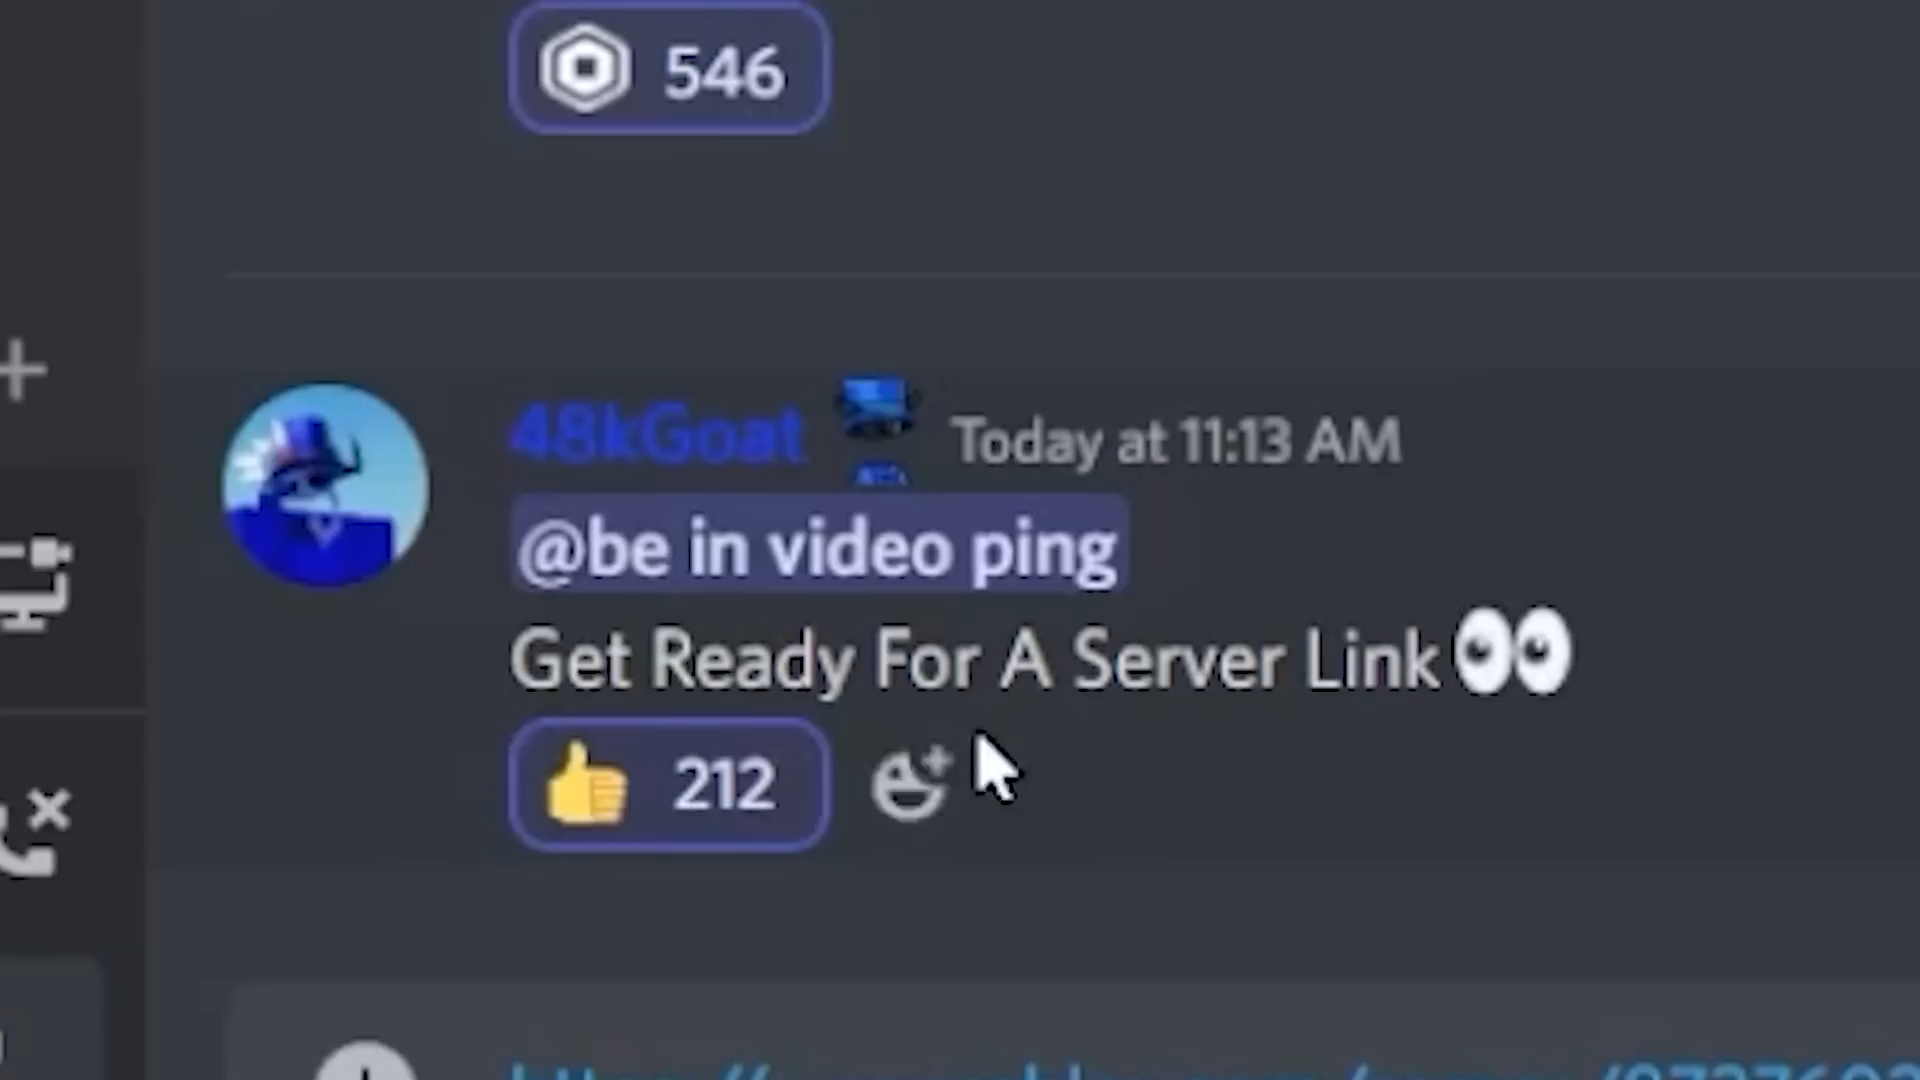 546
48kGoat Today at 11:13 AM
@be in video ping
Get Ready For A Server Link
212